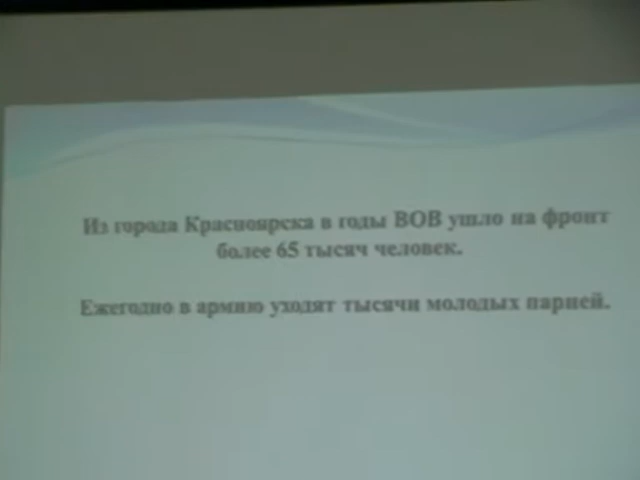 Из города Красноярска в годы ВОВ ушло на фронт
более 65 тысяч человек.
Ежегодно в армию уходят тысячи молодых парней.